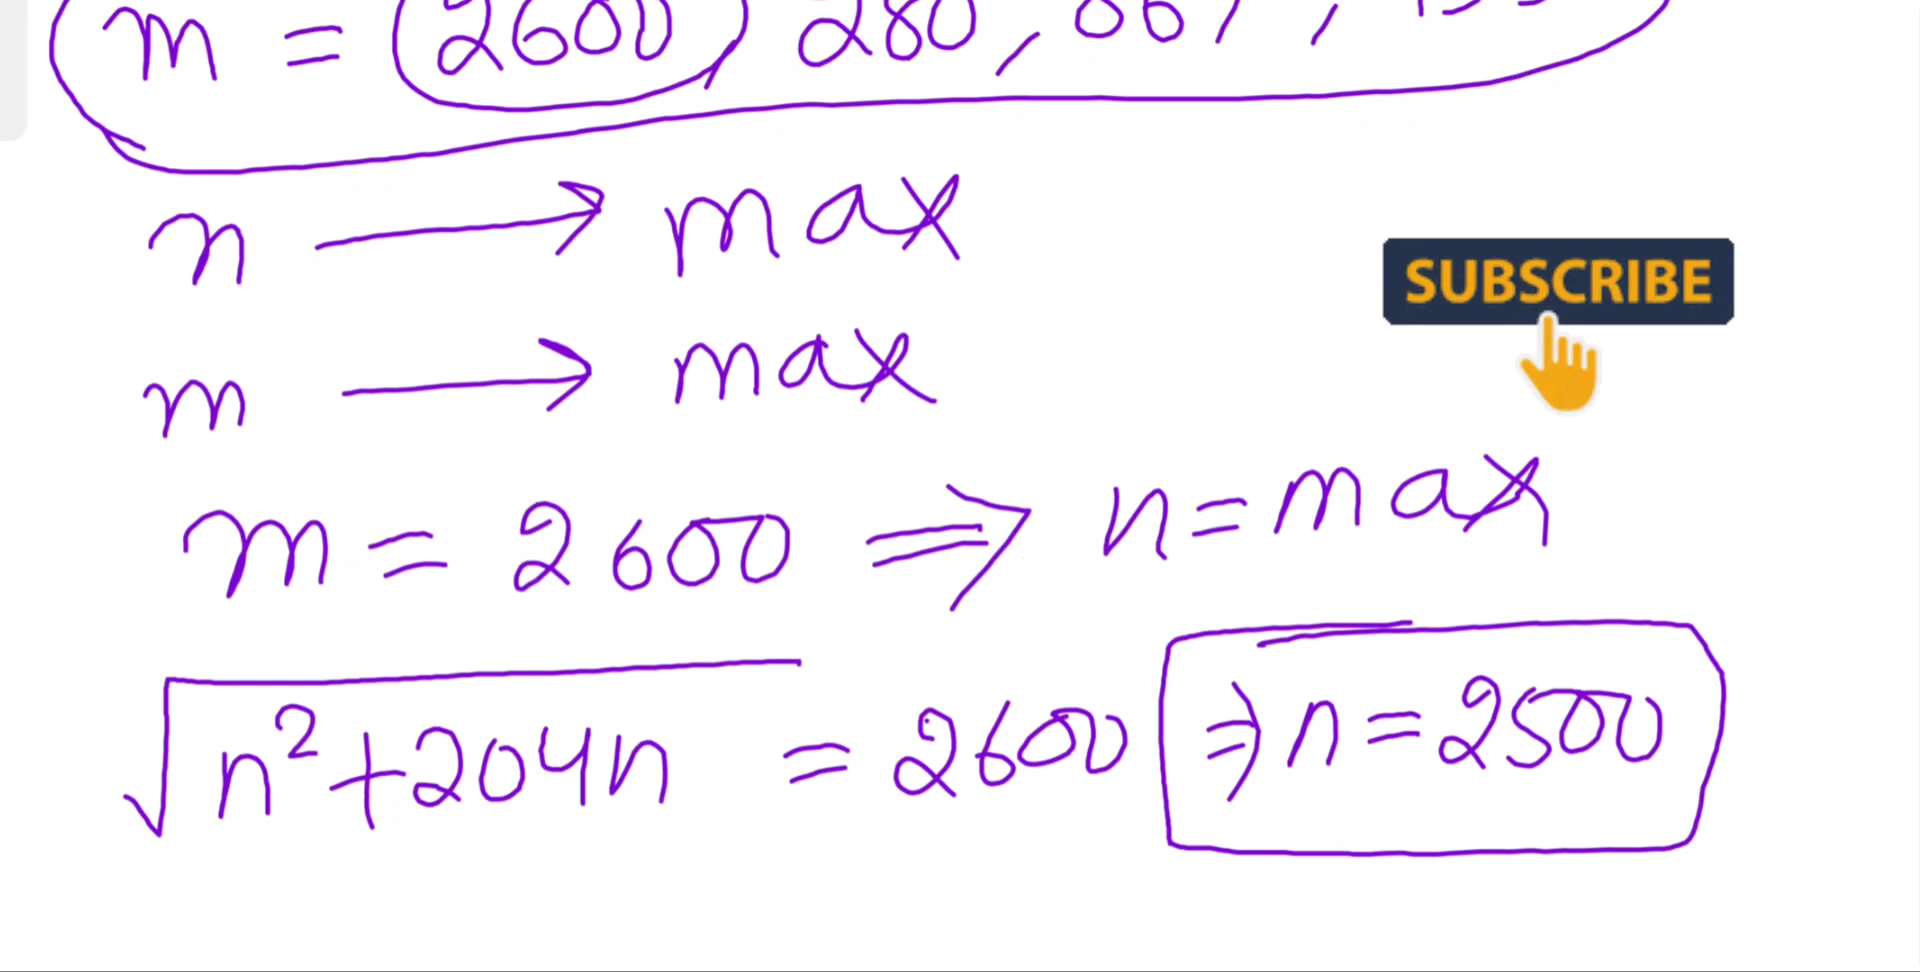 m = 2600, 280,
n → max
SUBSCRIBE
m → max
m = 2600 ⇒ n = max
√n²+204n = 2600 ⇒ n = 2500